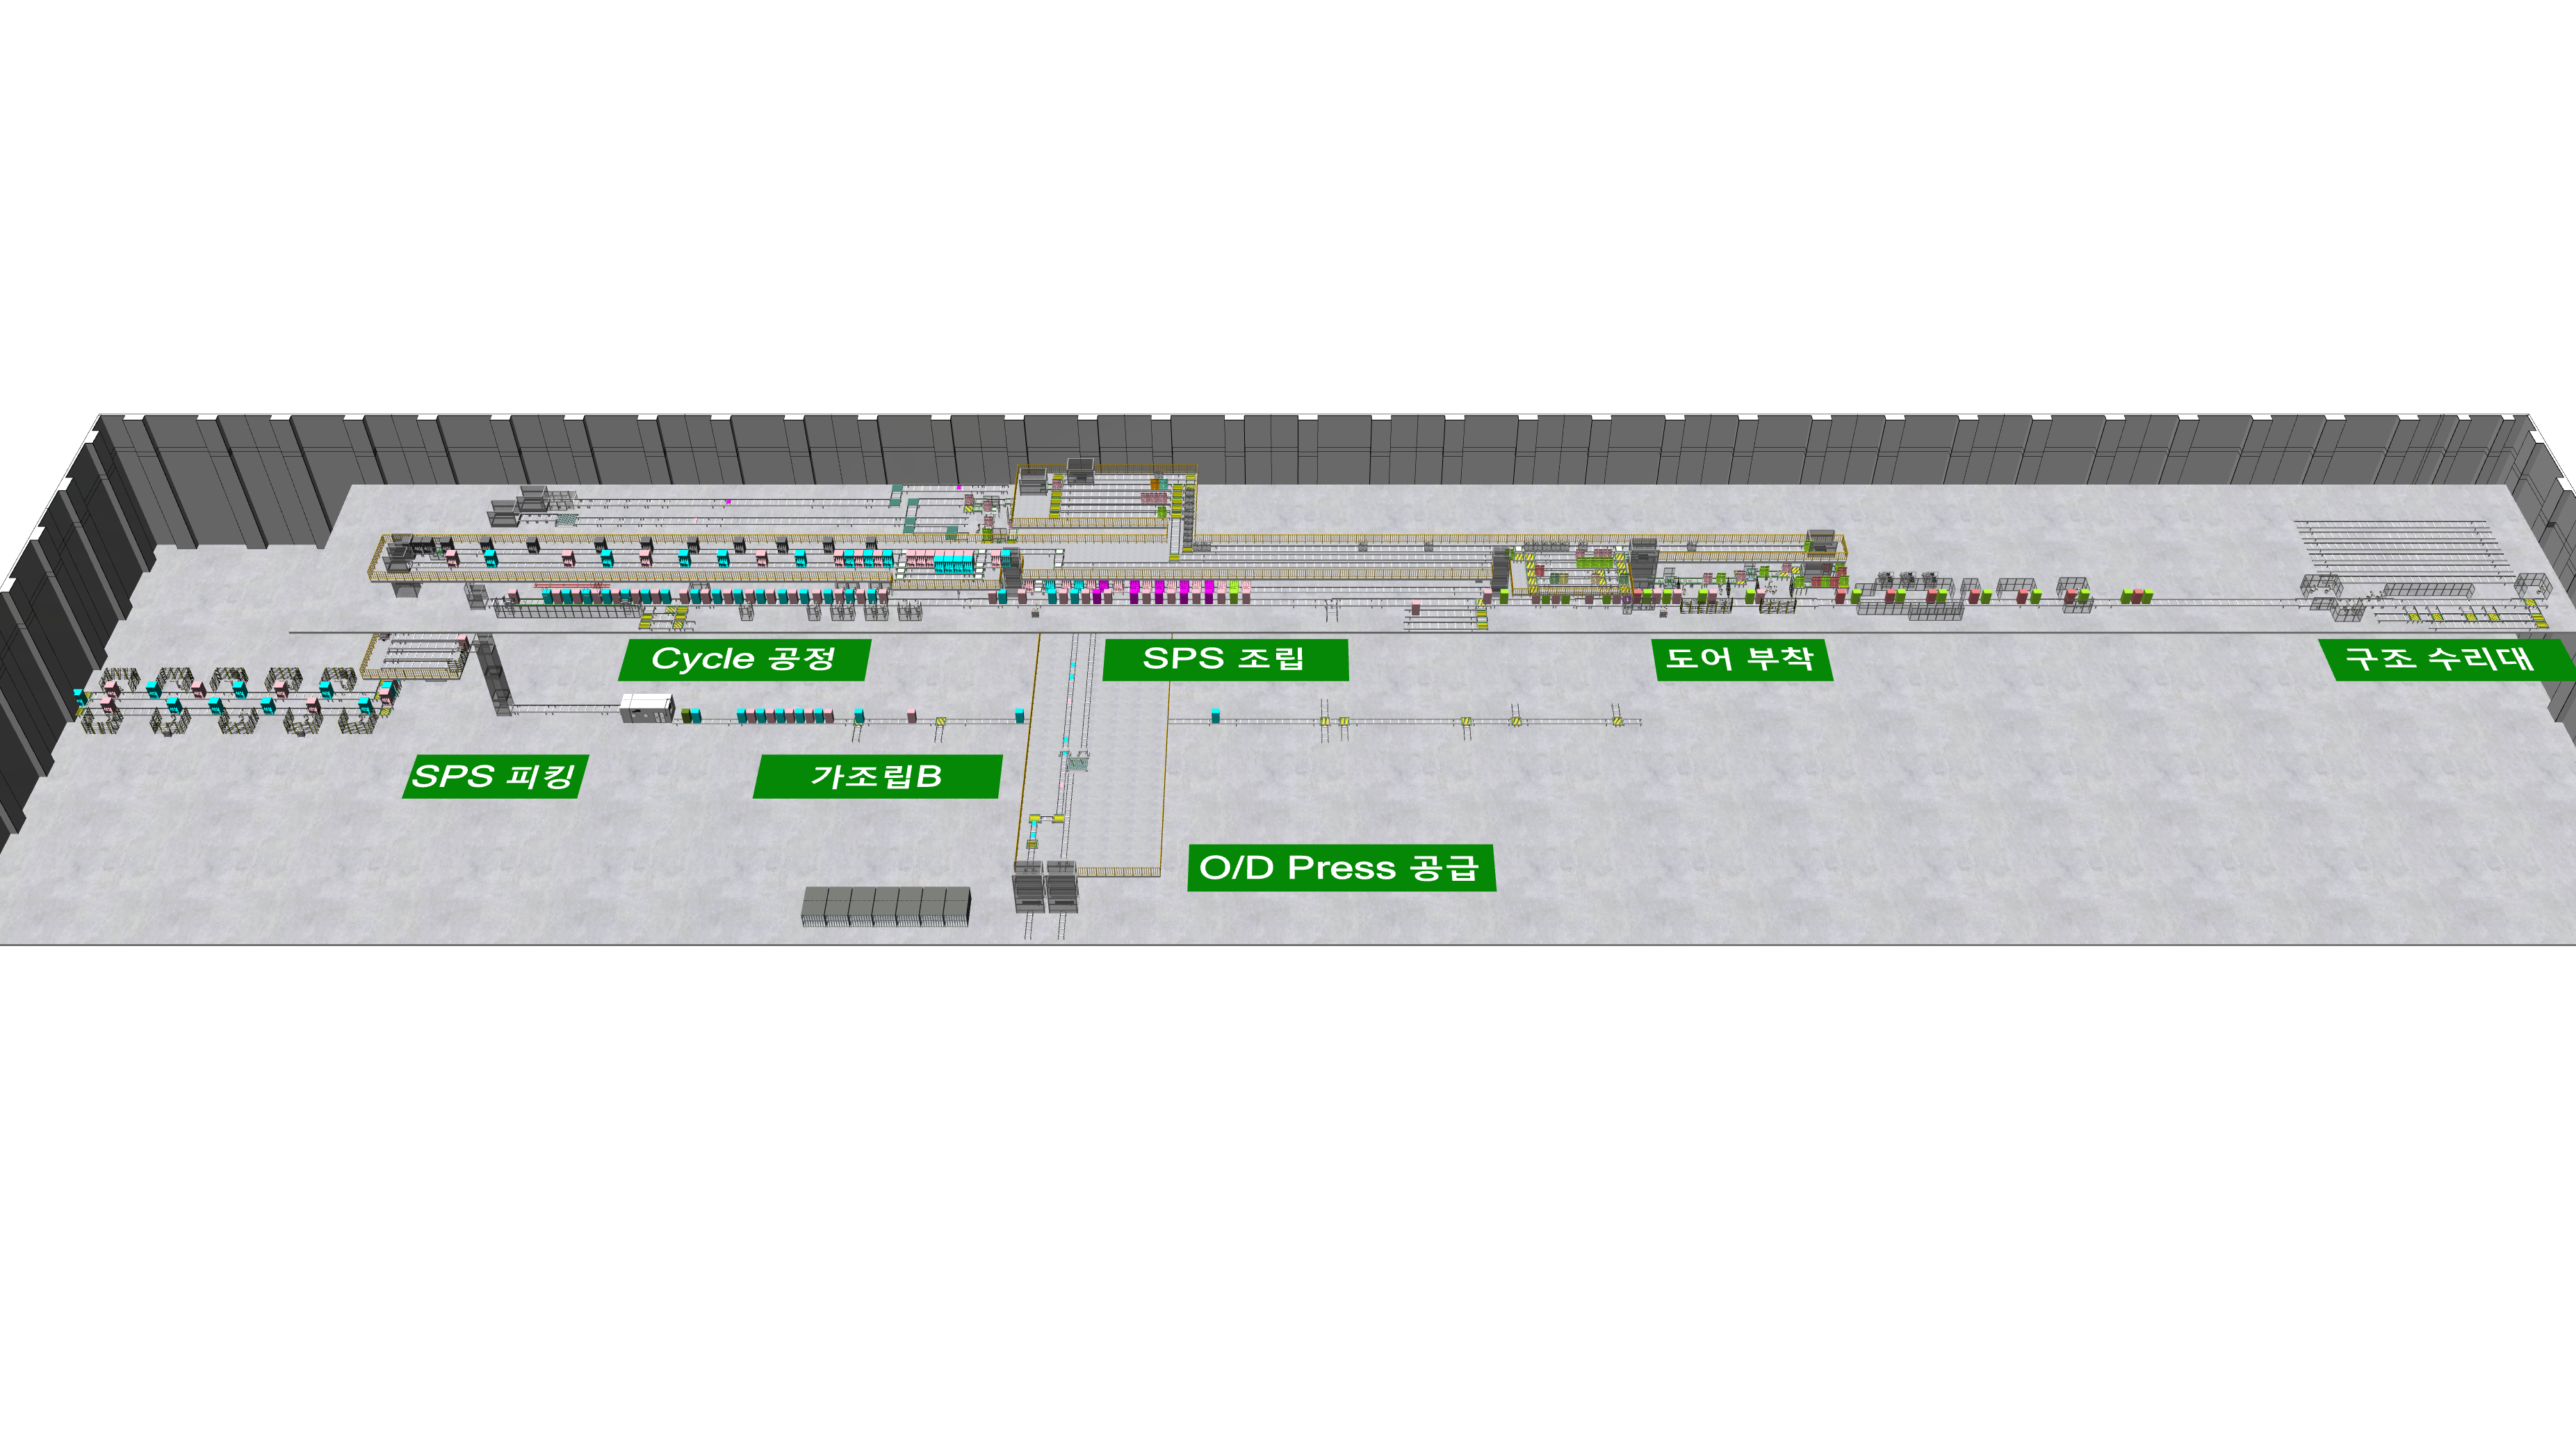 Cycle 공정
SPS 조립
도어 부착
구조 수리대
SPS 피킹
가조립B
O/D Press 공급